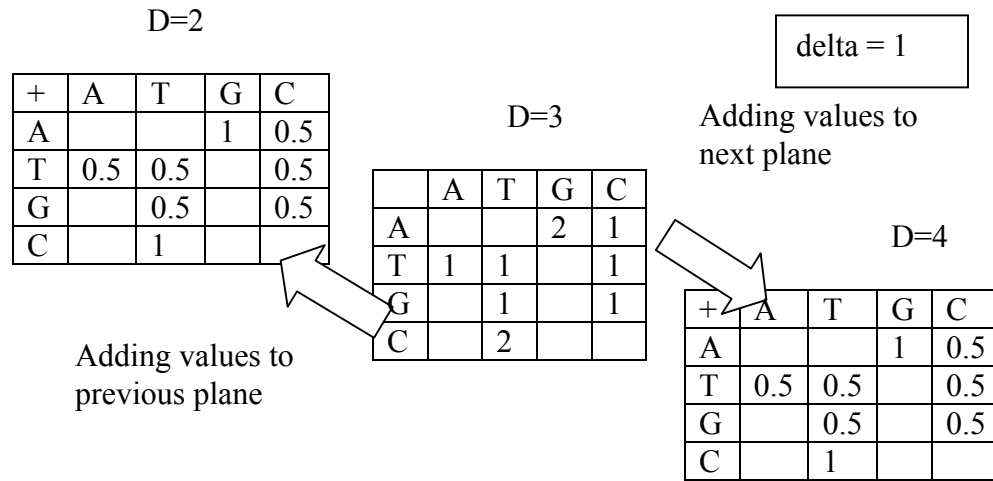 D=2
delta = 1
+ A T G C
A 1 0.5
T 0.5 0.5 0.5
G 0.5 0.5
C 1
D=3
Adding values to
next plane
A T G C
A 2 1
T 1 1 1
G 1 1
C 2
D=4
+ A T G C
A 1 0.5
T 0.5 0.5 0.5
G 0.5 0.5
C 1
Adding values to
previous plane